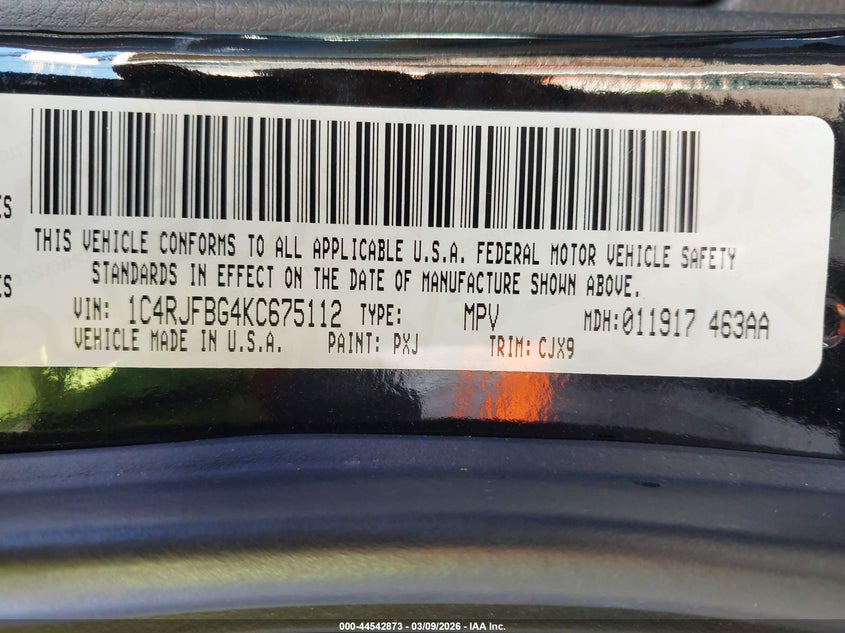 ES
THIS VEHICLE CONFORMS TO ALL APPLICABLE U.S.A. FEDERAL MOTOR VEHICLE SAFETY
ES STANDARDS IN EFFECT ON THE DATE OF MANUFACTURE SHOWN ABOVE.
VIN: 1C4RJFBG4KC675112 TYPE: MPV MDH:011917 463AA
VEHICLE MADE IN U.S.A. PAINT: PXJ TRIM: CJX9
000-44542873 - 03/09/2026 - IAA Inc.